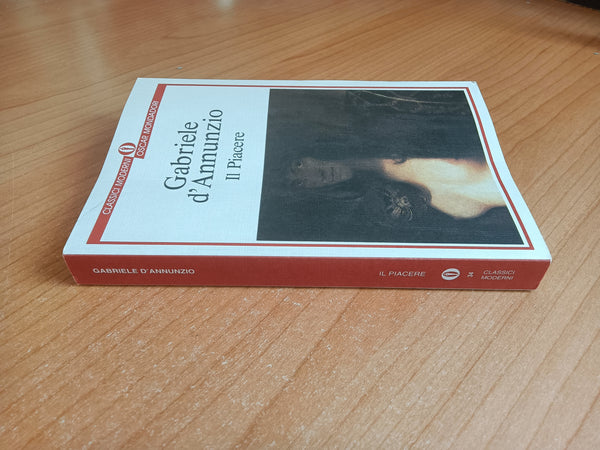 CLASSICI MODERNI OSCAR MONDADORI
Gabriele
d'Annunzio
Il Piacere
GABRIELE D'ANNUNZIO
IL PIACERE
CLASSICI
MODERNI